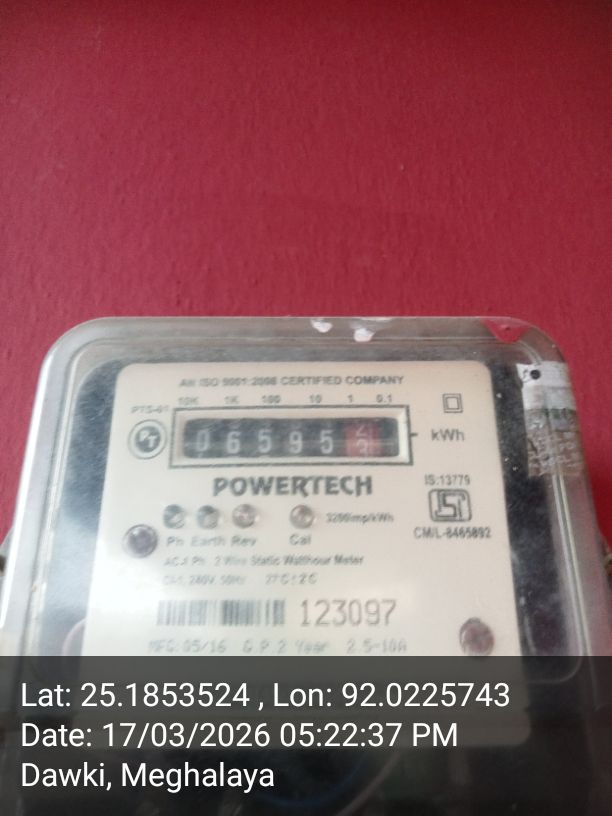 AN ISO 9001:2008 CERTIFIED COMPANY
10K 1K 100 10 1 0.1
PTS-01
PT
0 6 5 9 5
kWh
POWERTECH
IS:13779
3200imp/kWh
Ph Earth Rev Cal
CM/L-8465892
AC-1 Ph 2 Wire Static Watthour Meter
240V, 50Hz
123097
MFG:05/16 G.P.2 Year 2.5-10A
Lat: 25.1853524 , Lon: 92.0225743
Date: 17/03/2026 05:22:37 PM
Dawki, Meghalaya